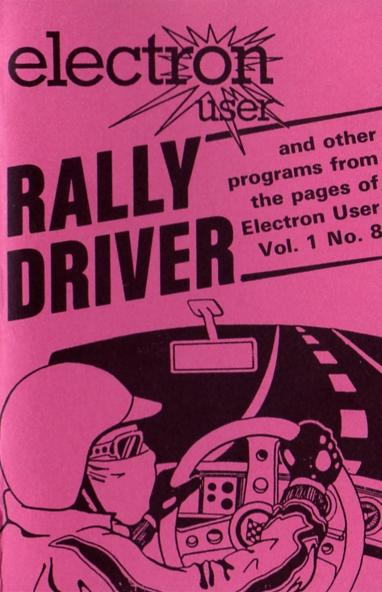 electron
user
RALLY
DRIVER
and other
programs from
the pages of
Electron User
Vol. 1 No. 8